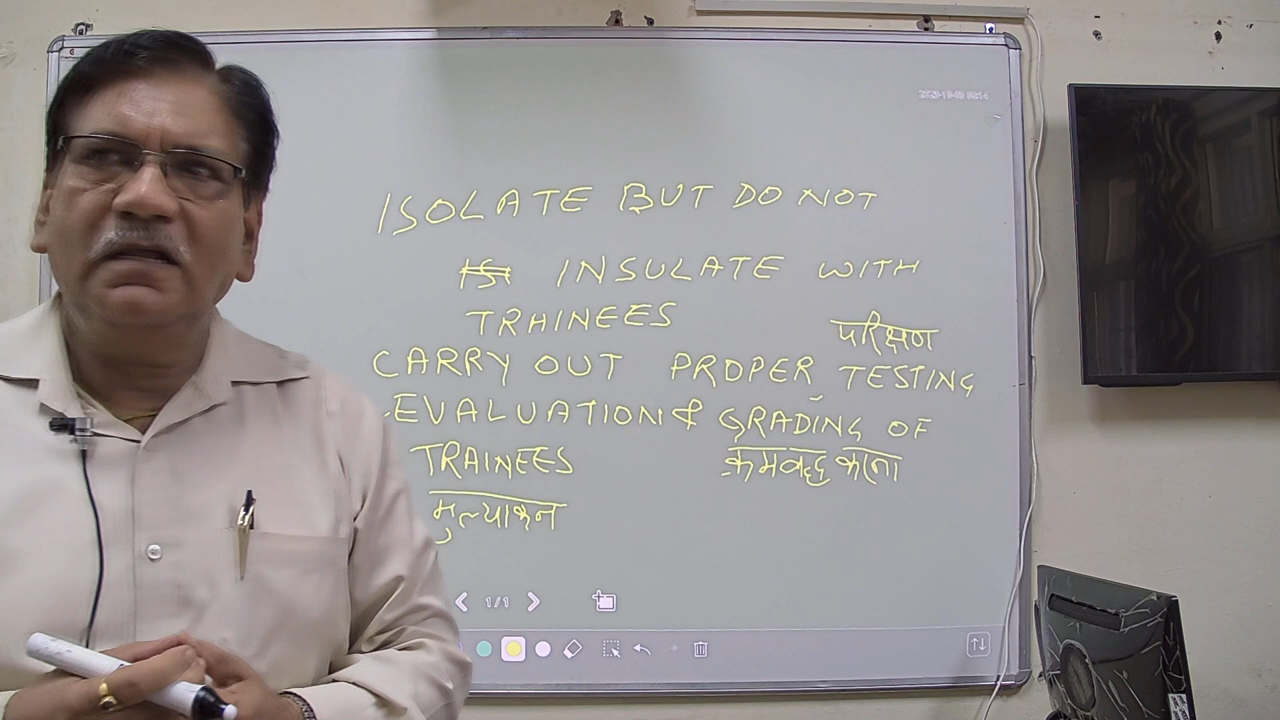 ISOLATE BUT DO NOT
INSULATE WITH
TRAINEES
परिक्षण
CARRY OUT PROPER TESTING
EVALUATION & GRADING OF
TRAINEES
क्रमबद्ध करना
मुल्यांकन
1/1